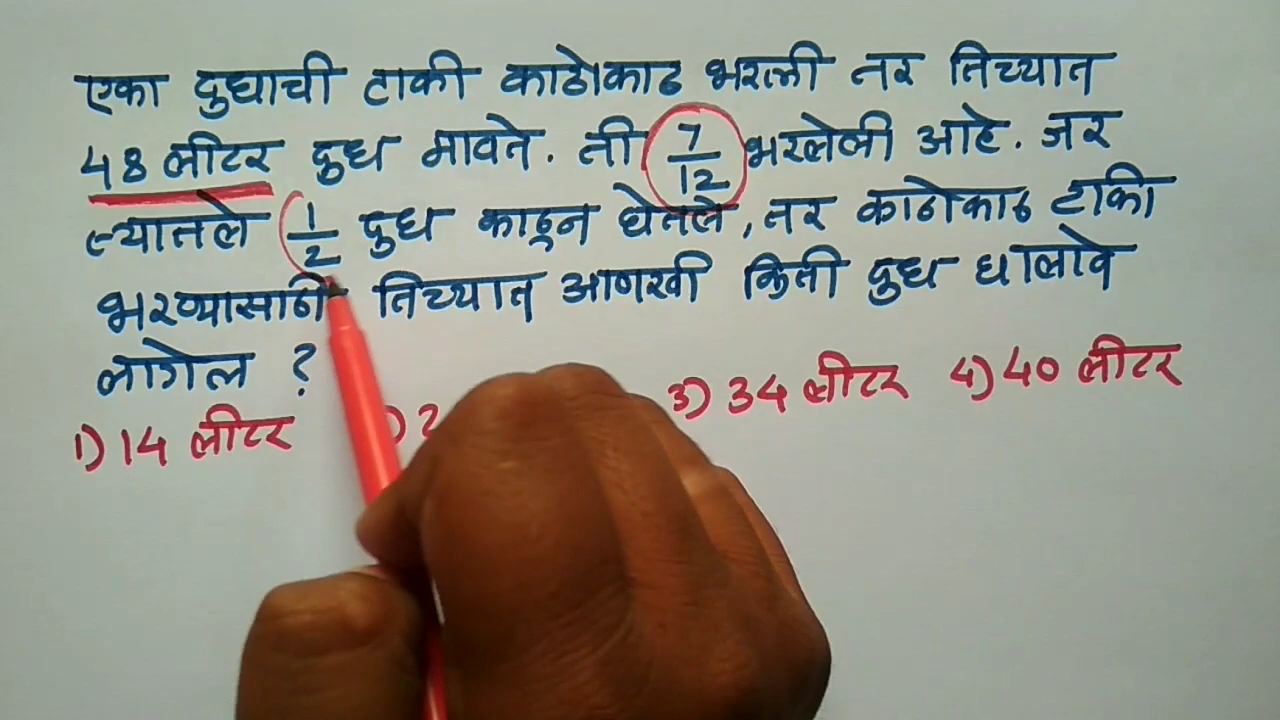 एका दुधाची टाकी काठोकाठ भरली तर तिच्यात
48 लीटर दुध मावते. ती 7/12 भरलेली आहे. जर
त्यातले 1/2 दुध काढून घेतले, तर काठोकाठ टाकी
भरण्यासाठी तिच्यात आणखी किती दुध घालावे
लागेल ?
1) 14 लीटर ) 2 3) 34 लीटर 4) 40 लीटर